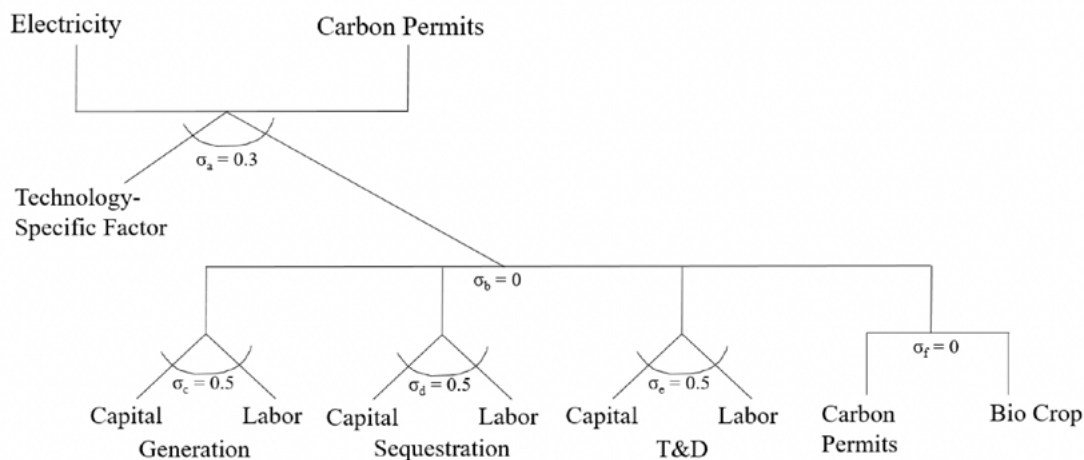 Electricity
Carbon Permits
σa = 0.3
Technology-
Specific Factor
σb = 0
σc = 0.5
σd = 0.5
σe = 0.5
σf = 0
Capital
Labor
Capital
Labor
Capital
Labor
Carbon
Permits
Bio Crop
Generation
Sequestration
T&D